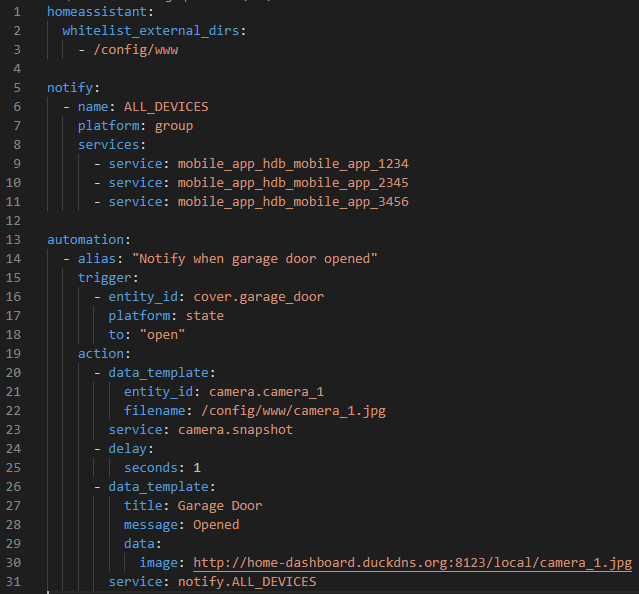 1 homeassistant:
2   whitelist_external_dirs:
3     - /config/www
4
5 notify:
6   - name: ALL_DEVICES
7     platform: group
8     services:
9       - service: mobile_app_hdb_mobile_app_1234
10       - service: mobile_app_hdb_mobile_app_2345
11       - service: mobile_app_hdb_mobile_app_3456
12
13 automation:
14   - alias: "Notify when garage door opened"
15     trigger:
16       - entity_id: cover.garage_door
17         platform: state
18         to: "open"
19     action:
20       - data_template:
21           entity_id: camera.camera_1
22           filename: /config/www/camera_1.jpg
23         service: camera.snapshot
24       - delay:
25           seconds: 1
26       - data_template:
27           title: Garage Door
28           message: Opened
29           data:
30             image: http://home-dashboard.duckdns.org:8123/local/camera_1.jpg
31         service: notify.ALL_DEVICES